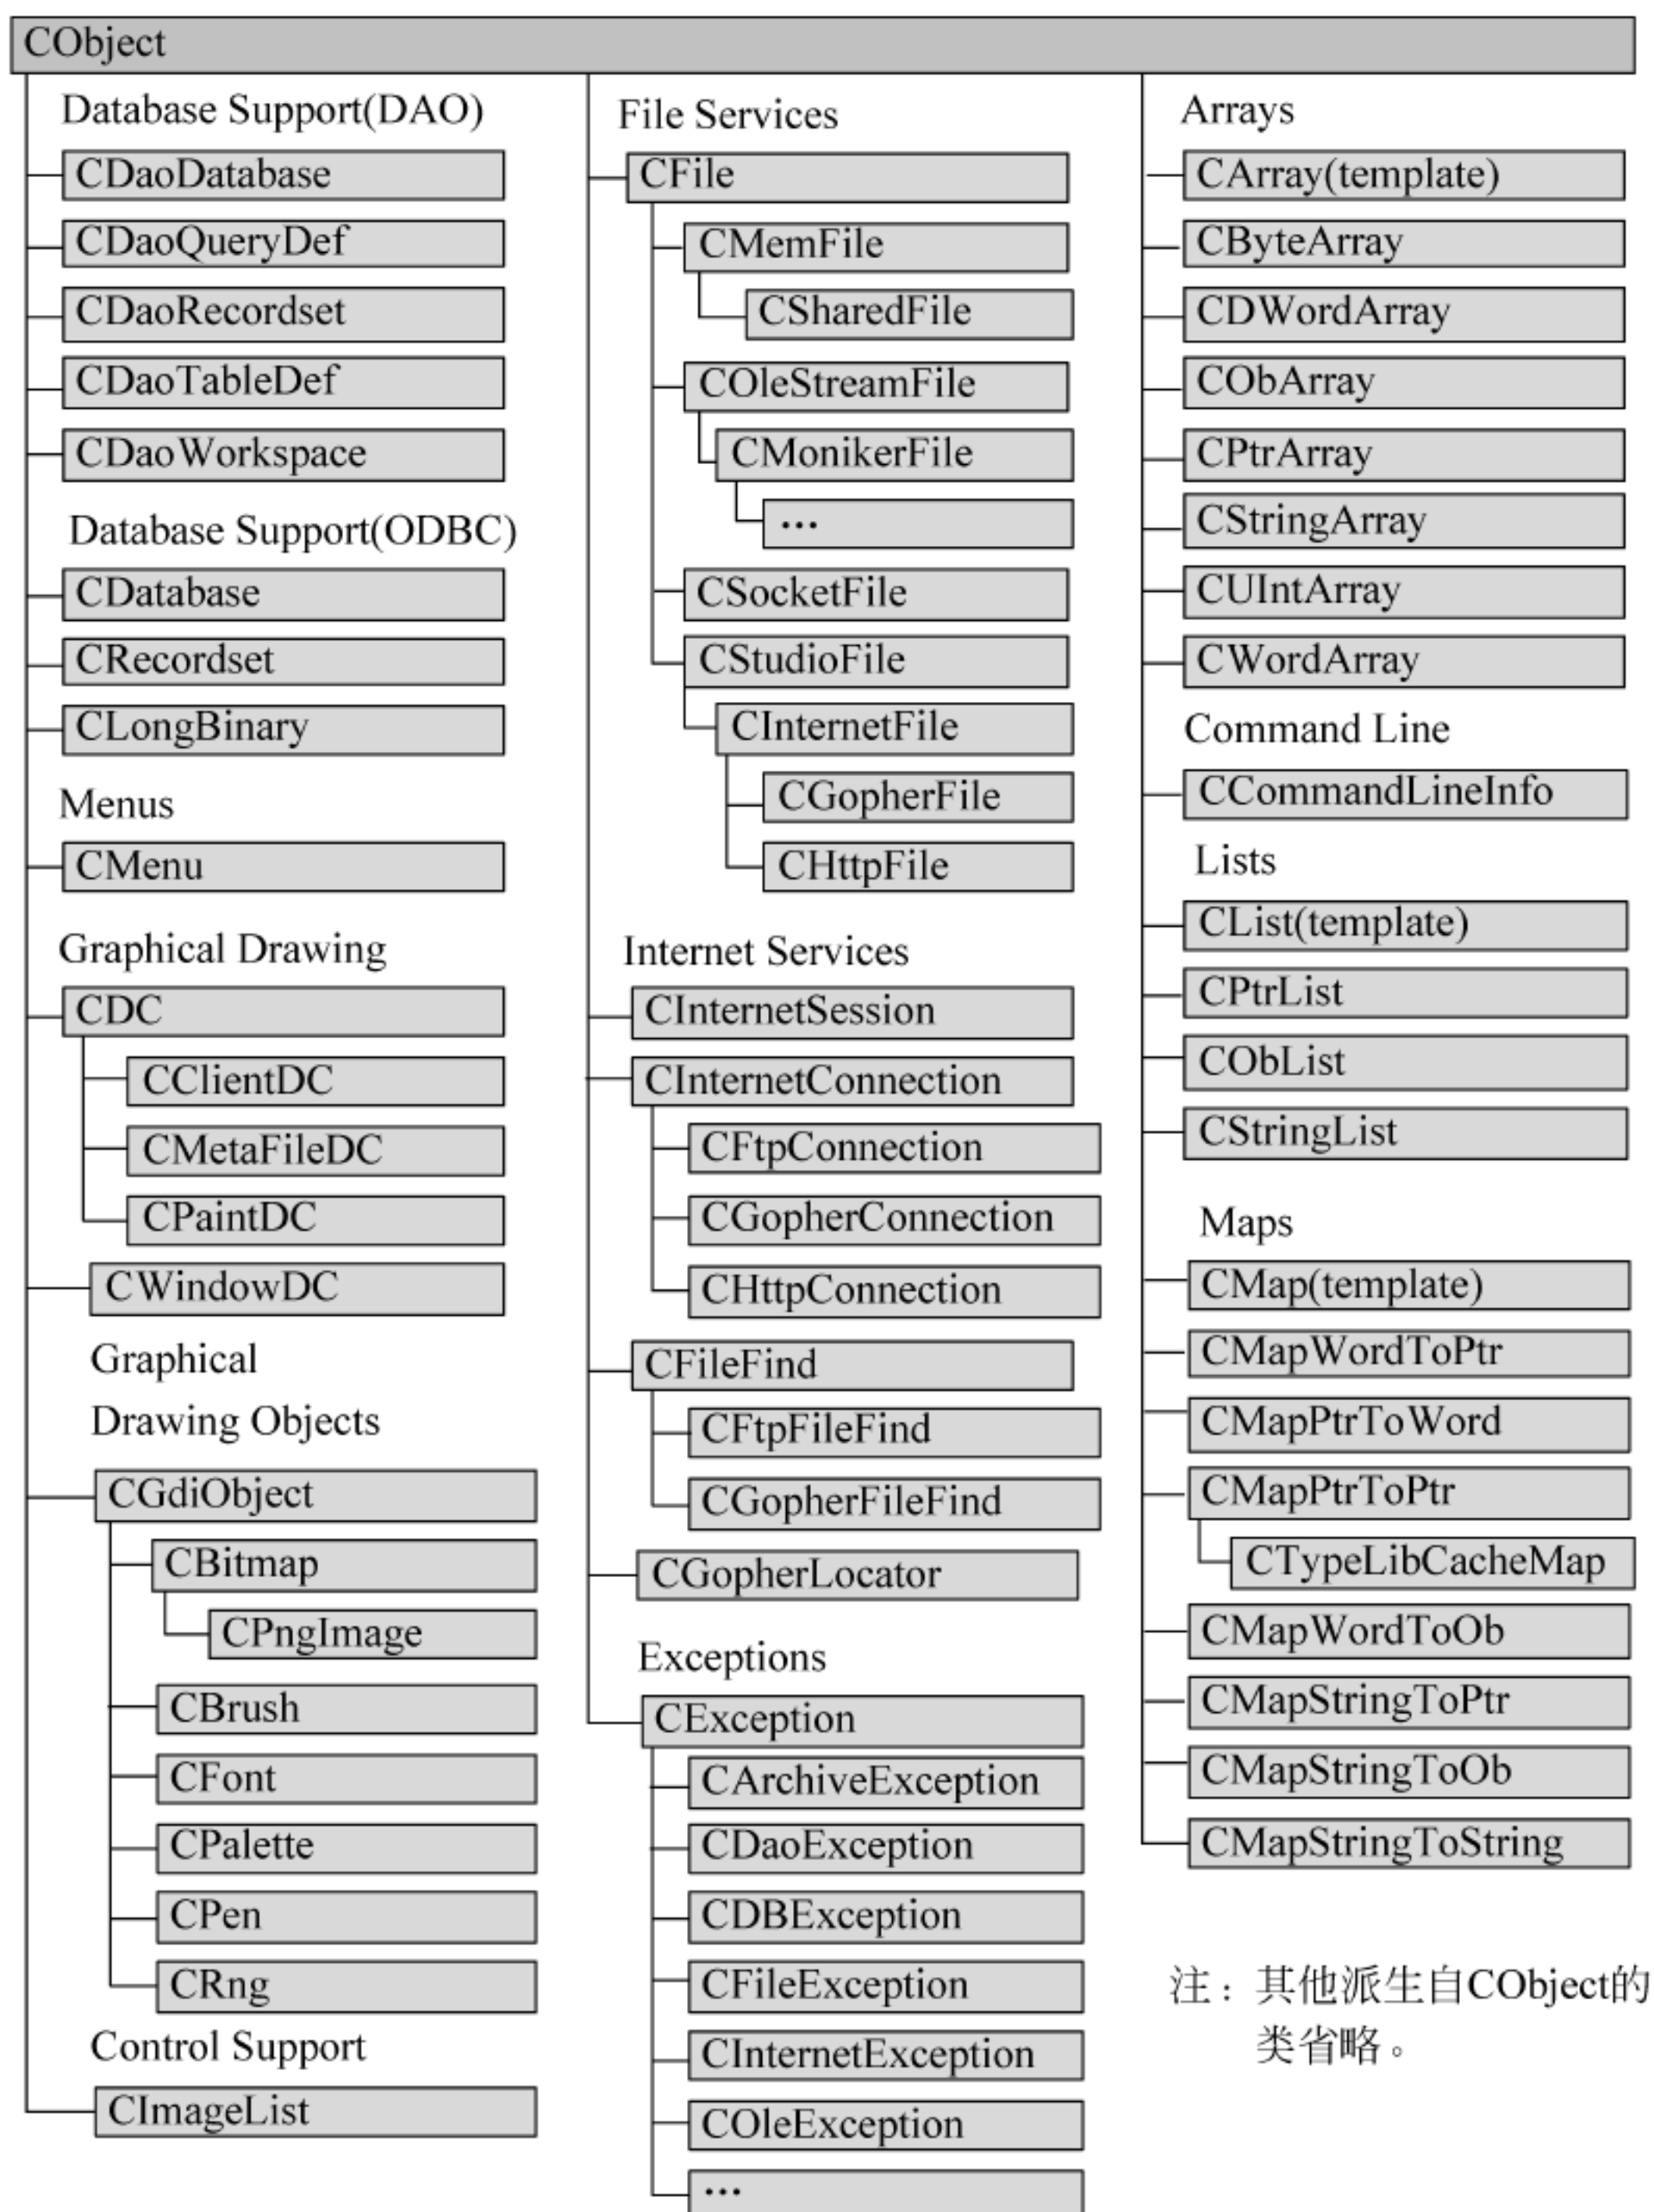 CObject
Database Support(DAO)
CDaoDatabase
CDaoQueryDef
CDaoRecordset
CDaoTableDef
CDaoWorkspace
Database Support(ODBC)
CDatabase
CRecordset
CLongBinary
Menus
CMenu
Graphical Drawing
CDC
CClientDC
CMetaFileDC
CPaintDC
CWindowDC
Graphical
Drawing Objects
CGdiObject
CBitmap
CPngImage
CBrush
CFont
CPalette
CPen
CRng
Control Support
CImageList
File Services
CFile
CMemFile
CSharedFile
COleStreamFile
CMonikerFile
...
CSocketFile
CStudioFile
CInternetFile
CGopherFile
CHttpFile
Internet Services
CInternetSession
CInternetConnection
CFtpConnection
CGopherConnection
CHttpConnection
CFileFind
CFtpFileFind
CGopherFileFind
CGopherLocator
Exceptions
CException
CArchiveException
CDaoException
CDBException
CFileException
CInternetException
COleException
...
Arrays
CArray(template)
CByteArray
CDWordArray
CObArray
CPtrArray
CStringArray
CUIntArray
CWordArray
Command Line
CCommandLineInfo
Lists
CList(template)
CPtrList
CObList
CStringList
Maps
CMap(template)
CMapWordToPtr
CMapPtrToWord
CMapPtrToPtr
CTypeLibCacheMap
CMapWordToOb
CMapStringToPtr
CMapStringToOb
CMapStringToString
注：其他派生自CObject的
类省略。